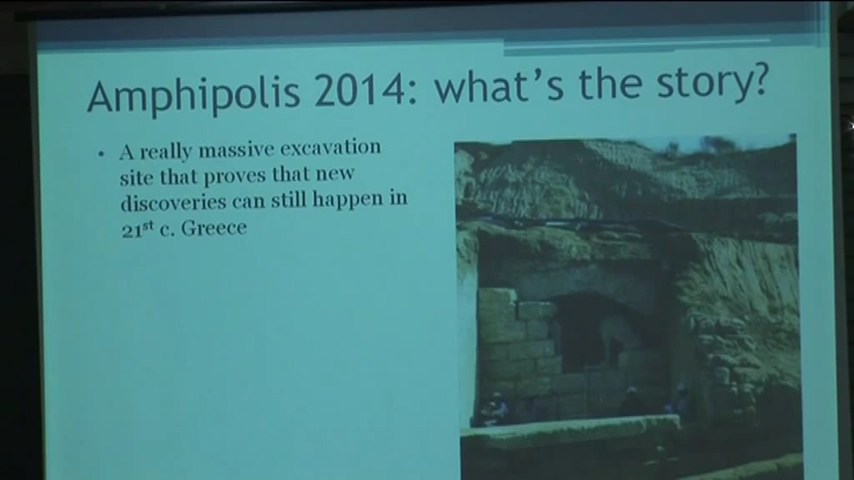 Amphipolis 2014: what's the story?
• A really massive excavation
site that proves that new
discoveries can still happen in
21st c. Greece